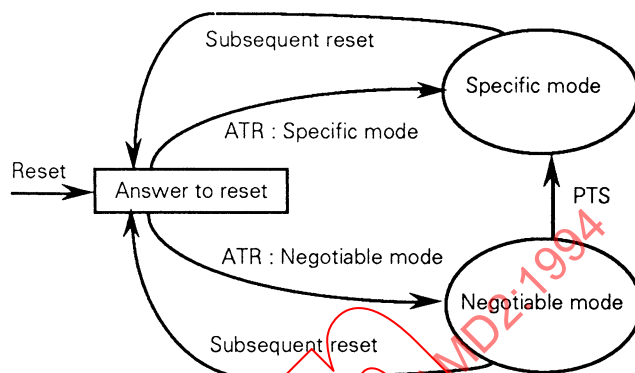 Subsequent reset
Specific mode
ATR : Specific mode
Reset
Answer to reset
PTS
ATR : Negotiable mode
Negotiable mode
Subsequent reset
MD2:1994